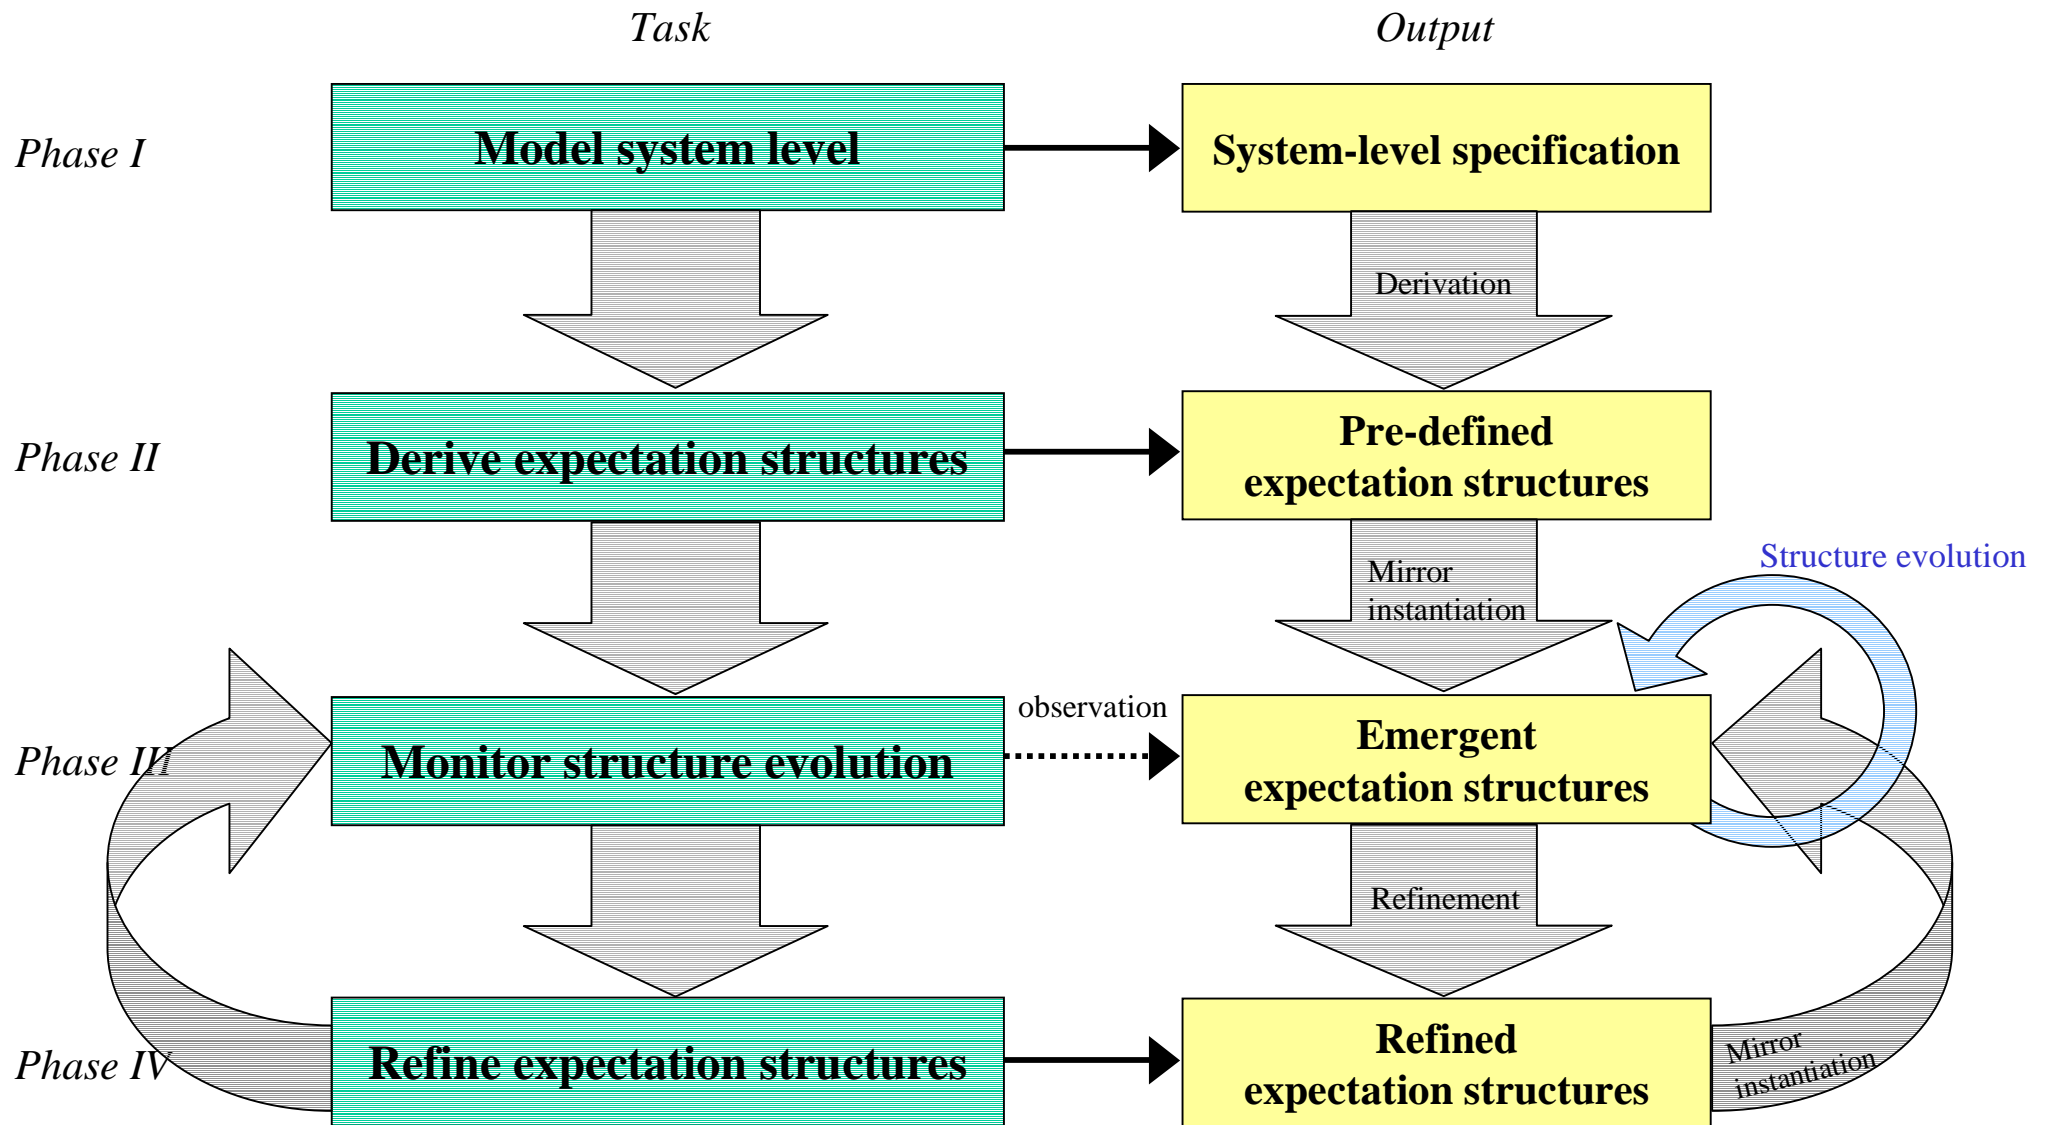 Task
Output
Phase I
Model system level
System-level specification
Derivation
Phase II
Derive expectation structures
Pre-defined
expectation structures
Mirror
instantiation
Structure evolution
Phase III
Monitor structure evolution
observation
Emergent
expectation structures
Refinement
Phase IV
Refine expectation structures
Refined
expectation structures
Mirror
instantiation